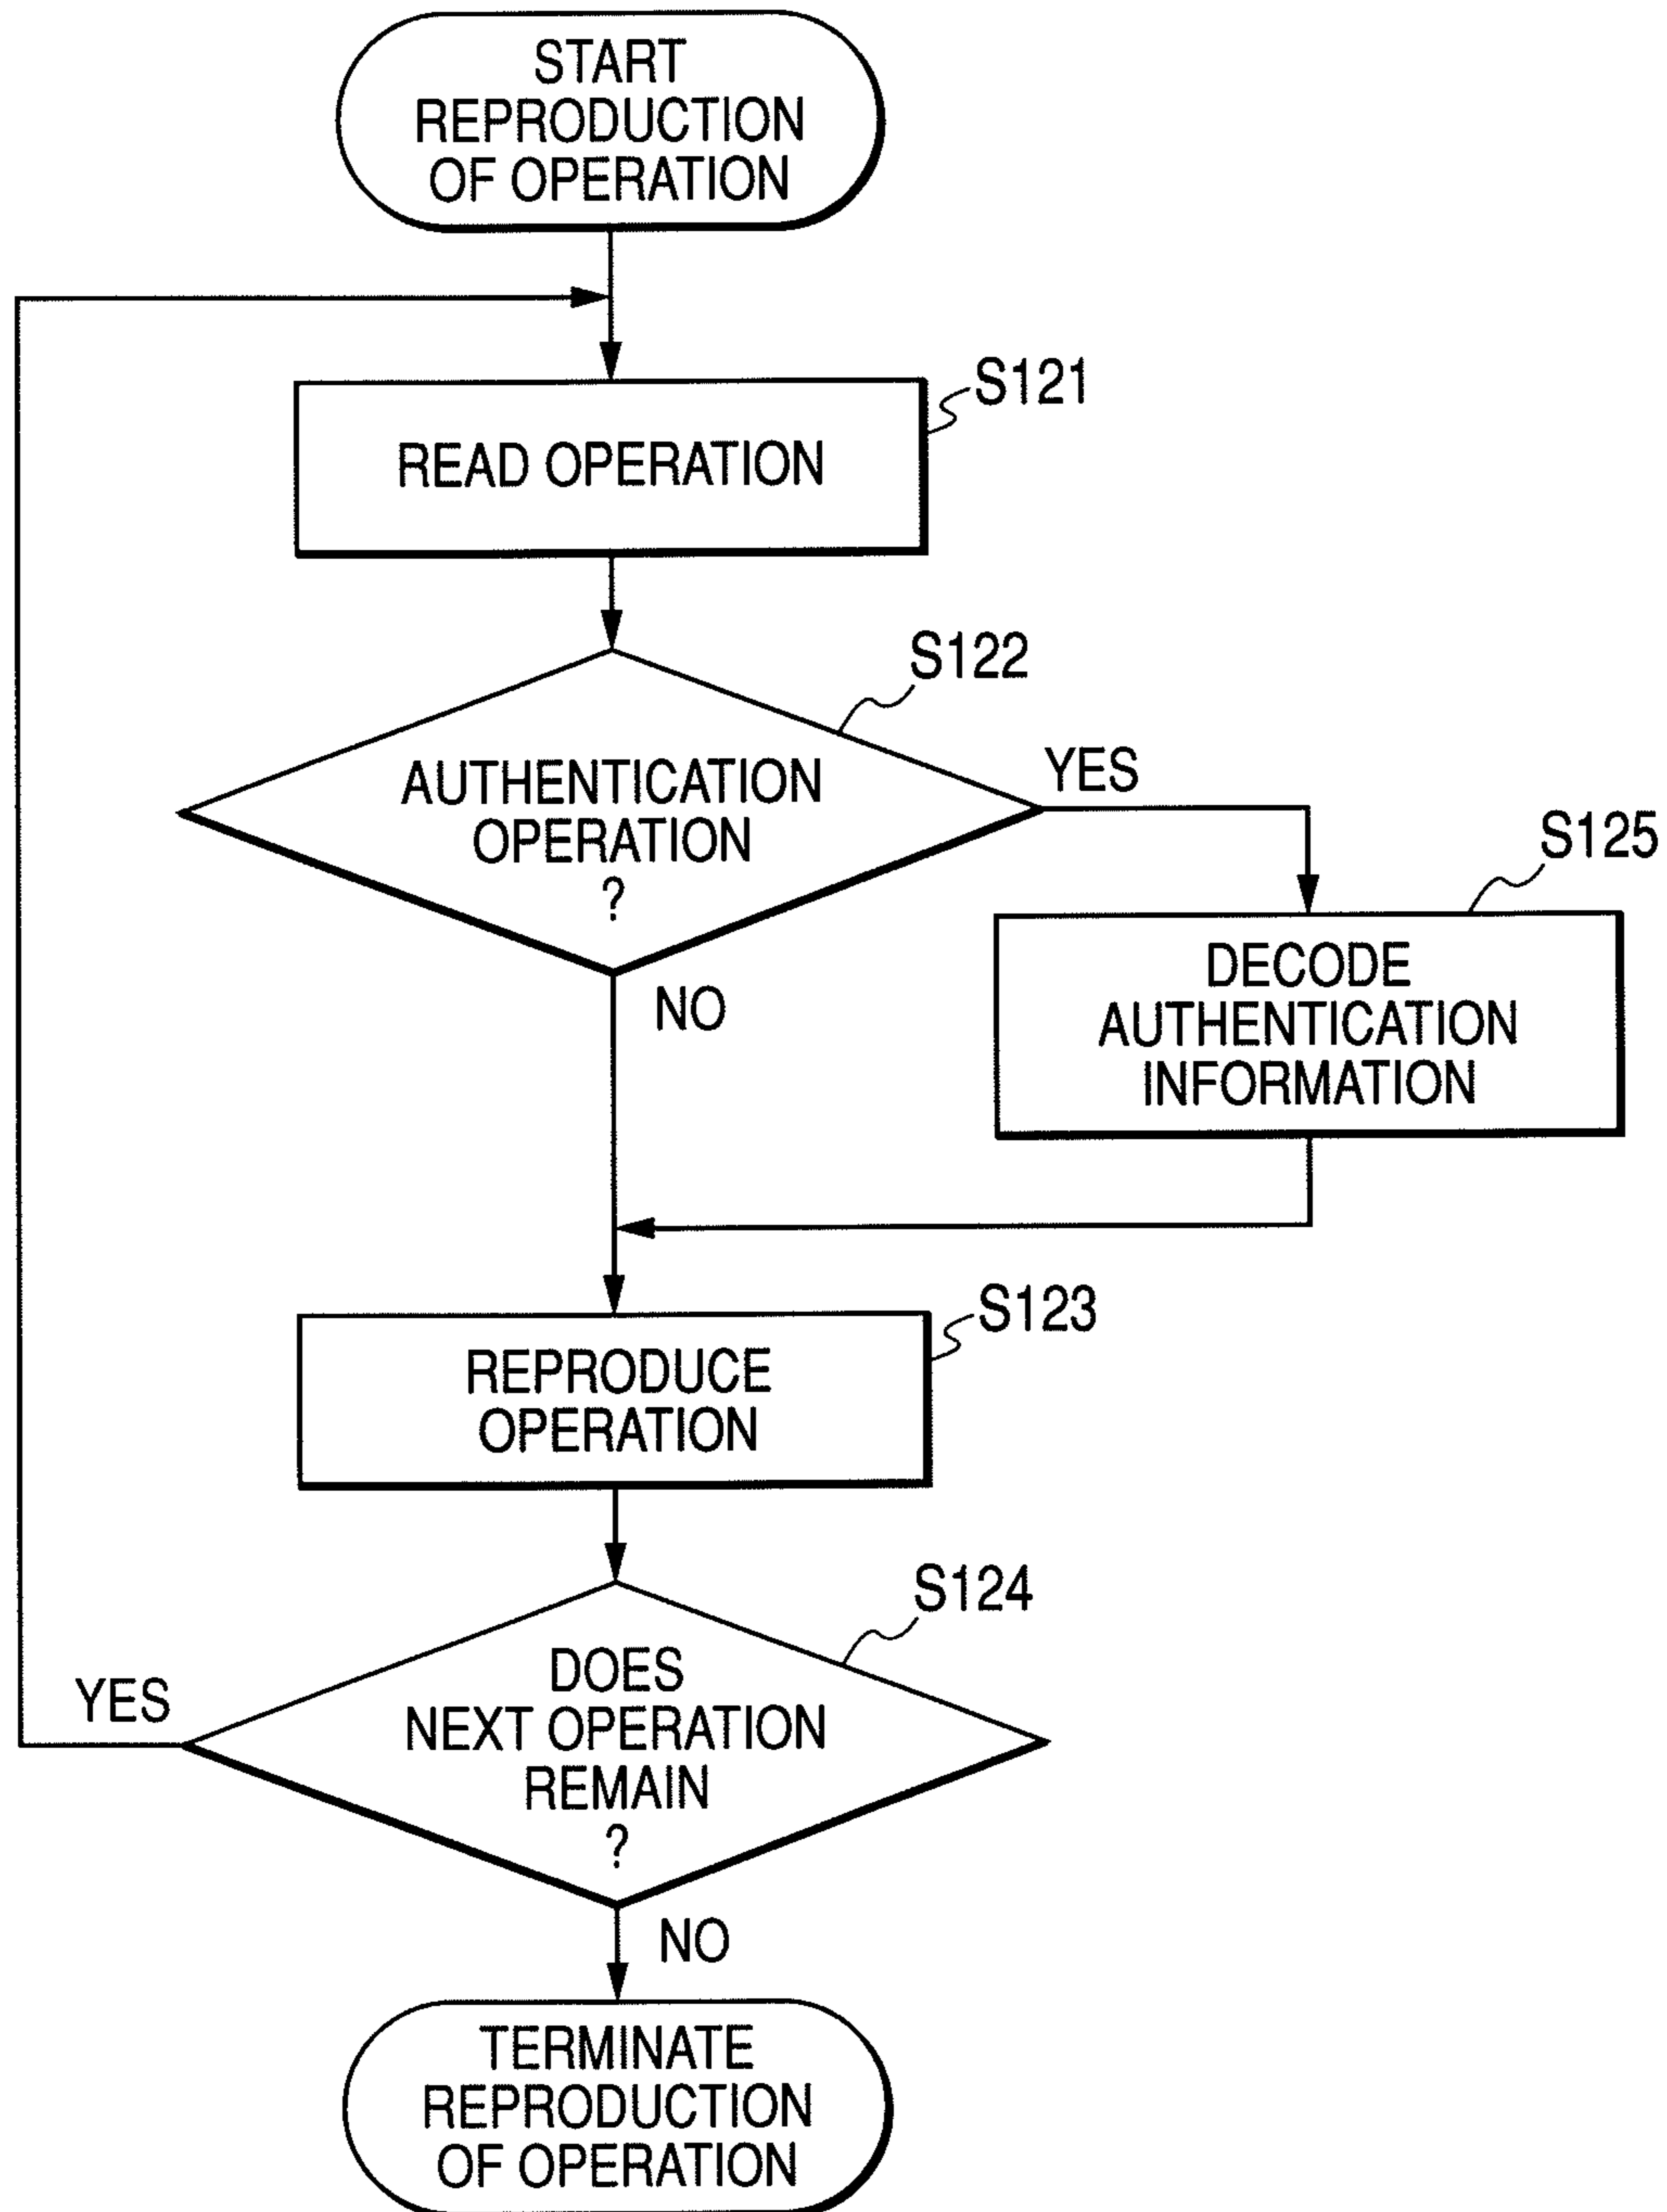 START
REPRODUCTION
OF OPERATION
S121
READ OPERATION
S122
AUTHENTICATION
OPERATION
?
YES
NO
S125
DECODE
AUTHENTICATION
INFORMATION
S123
REPRODUCE
OPERATION
S124
DOES
NEXT OPERATION
REMAIN
?
YES
NO
TERMINATE
REPRODUCTION
OF OPERATION